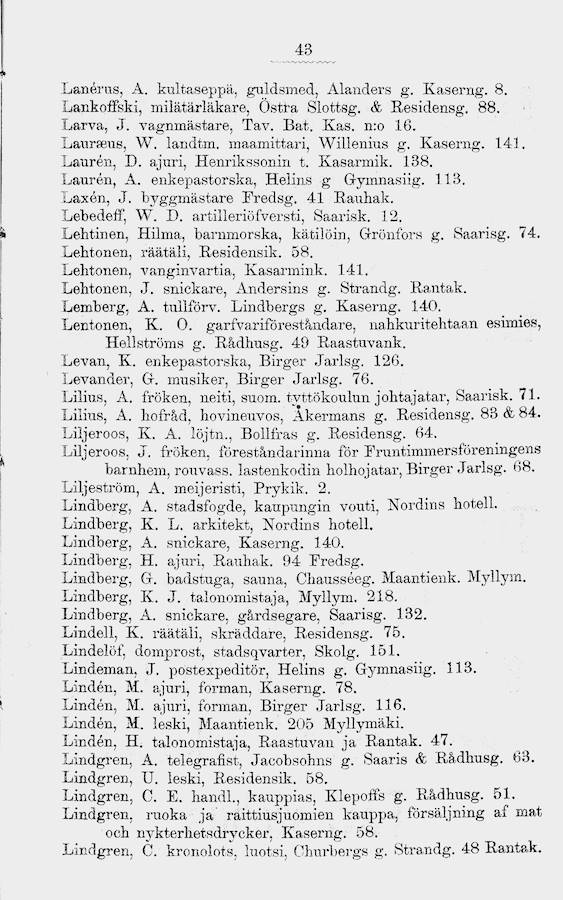 43
Lanérus, A. kultaseppä, guldsmed, Alanders g. Kaserng. 8.
Lankoffski, milätärläkare, Östra Slottsg. & Residensg. 88.
Larva, J. vagnmästare, Tav. Bat. Kas. n:o 16.
Lauræus, W. landtm. maamittari, Willenius g. Kaserng. 141.
Laurén, D. ajuri, Henrikssonin t. Kasarmik. 138.
Laurén, A. enkepastorska, Helins g Gymnasiig. 113.
Laxén, J. byggmästare Fredsg. 41 Rauhak.
Lebedeff, W. D. artilleriöfversti, Saarisk. 12.
Lehtinen, Hilma, barnmorska, kätilöin, Grönfors g. Saarisg. 74.
Lehtonen, räätäli, Residensik. 58.
Lehtonen, vanginvartia, Kasarmink. 141.
Lehtonen, J. snickare, Andersins g. Strandg. Rantak.
Lemberg, A. tullförv. Lindbergs g. Kaserng. 140.
Lentonen, K. O. garfvariföreståndare, nahkuritehtaan esimies,
Hellströms g. Rådhusg. 49 Raastuvank.
Levan, K. enkepastorska, Birger Jarlsg. 126.
Levander, G. musiker, Birger Jarlsg. 76.
Lilius, A. fröken, neiti, suom. tyttökoulun johtajatar, Saarisk. 71.
Lilius, A. hofråd, hovineuvos, Åkermans g. Residensg. 83 & 84.
Liljeroos, K. A. löjtn., Bollfras g. Residensg. 64.
Liljeroos, J. fröken, föreståndarinna för Fruntimmersföreningens
barnhem, rouvass. lastenkodin holhojatar, Birger Jarlsg. 68.
Liljeström, A. meijeristi, Prykik. 2.
Lindberg, A. stadsfogde, kaupungin vouti, Nordins hotell.
Lindberg, K. L. arkitekt, Nordins hotell.
Lindberg, A. snickare, Kaserng. 140.
Lindberg, H. ajuri, Rauhak. 94 Fredsg.
Lindberg, G. badstuga, sauna, Chausséeg. Maantienk. Myllym.
Lindberg, K. J. talonomistaja, Myllym. 218.
Lindberg, A. snickare, gårdsegare, Saarisg. 132.
Lindell, K. räätäli, skräddare, Residensg. 75.
Lindelöf, domprost, stadsqvarter, Skolg. 151.
Lindeman, J. postexpeditör, Helins g. Gymnasiig. 113.
Lindén, M. ajuri, forman, Kaserng. 78.
Lindén, M. ajuri, forman, Birger Jarlsg. 116.
Lindén, M. leski, Maantienk. 205 Myllymäki.
Lindén, H. talonomistaja, Raastuvan ja Rantak. 47.
Lindgren, A. telegrafist, Jacobsohns g. Saaris & Rådhusg. 63.
Lindgren, U. leski, Residensik. 58.
Lindgren, C. E. handl., kauppias, Klepoffs g. Rådhusg. 51.
Lindgren, ruoka ja raittiusjuomien kauppa, försäljning af mat
och nykterhetsdrycker, Kaserng. 58.
Lindgren, C. kronolots, luotsi, Churbergs g. Strandg. 48 Rantak.